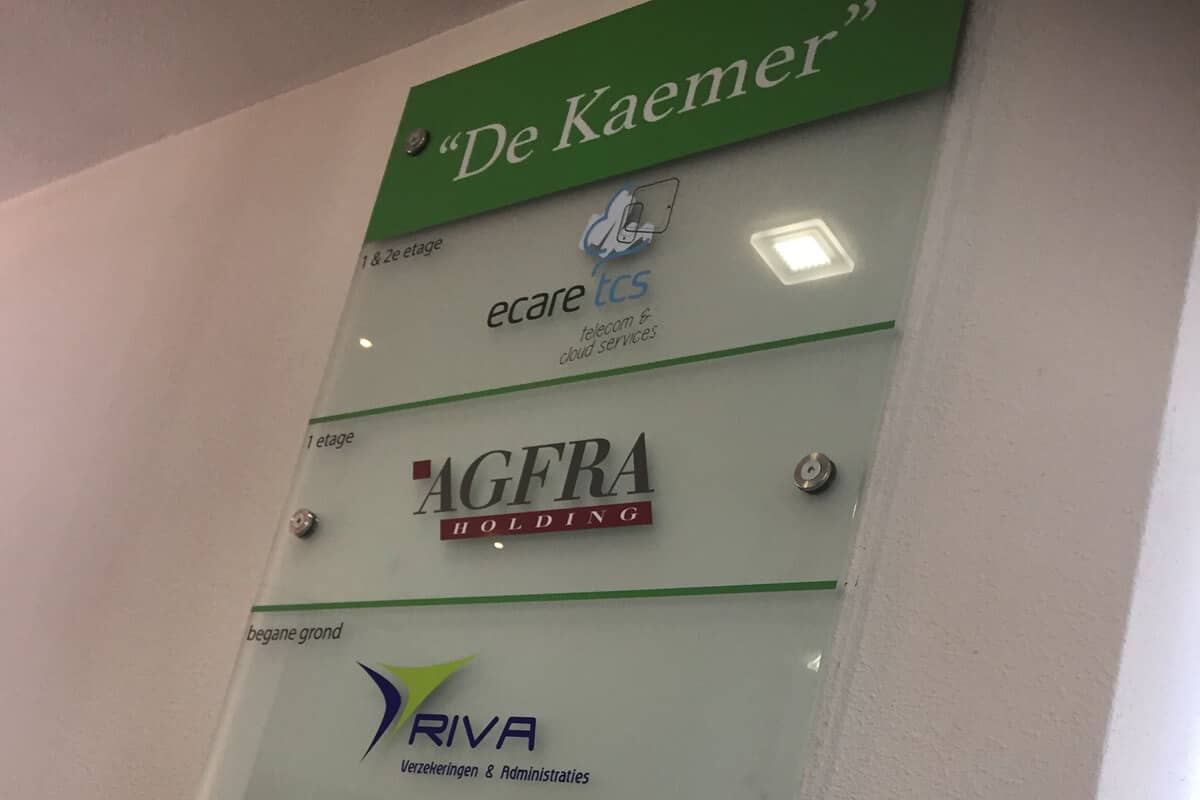 “De Kaemer”
1 & 2e etage
ecare tcs
telecom &
cloud services
1 etage
AGFRA
HOLDING
begane grond
RIVA
Verzekeringen & Administraties